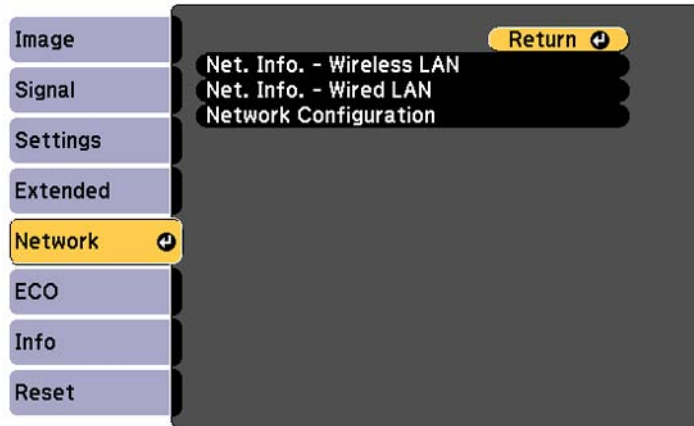 Image
Signal
Settings
Extended
Network
ECO
Info
Reset
Return
Net. Info. - Wireless LAN
Net. Info. - Wired LAN
Network Configuration